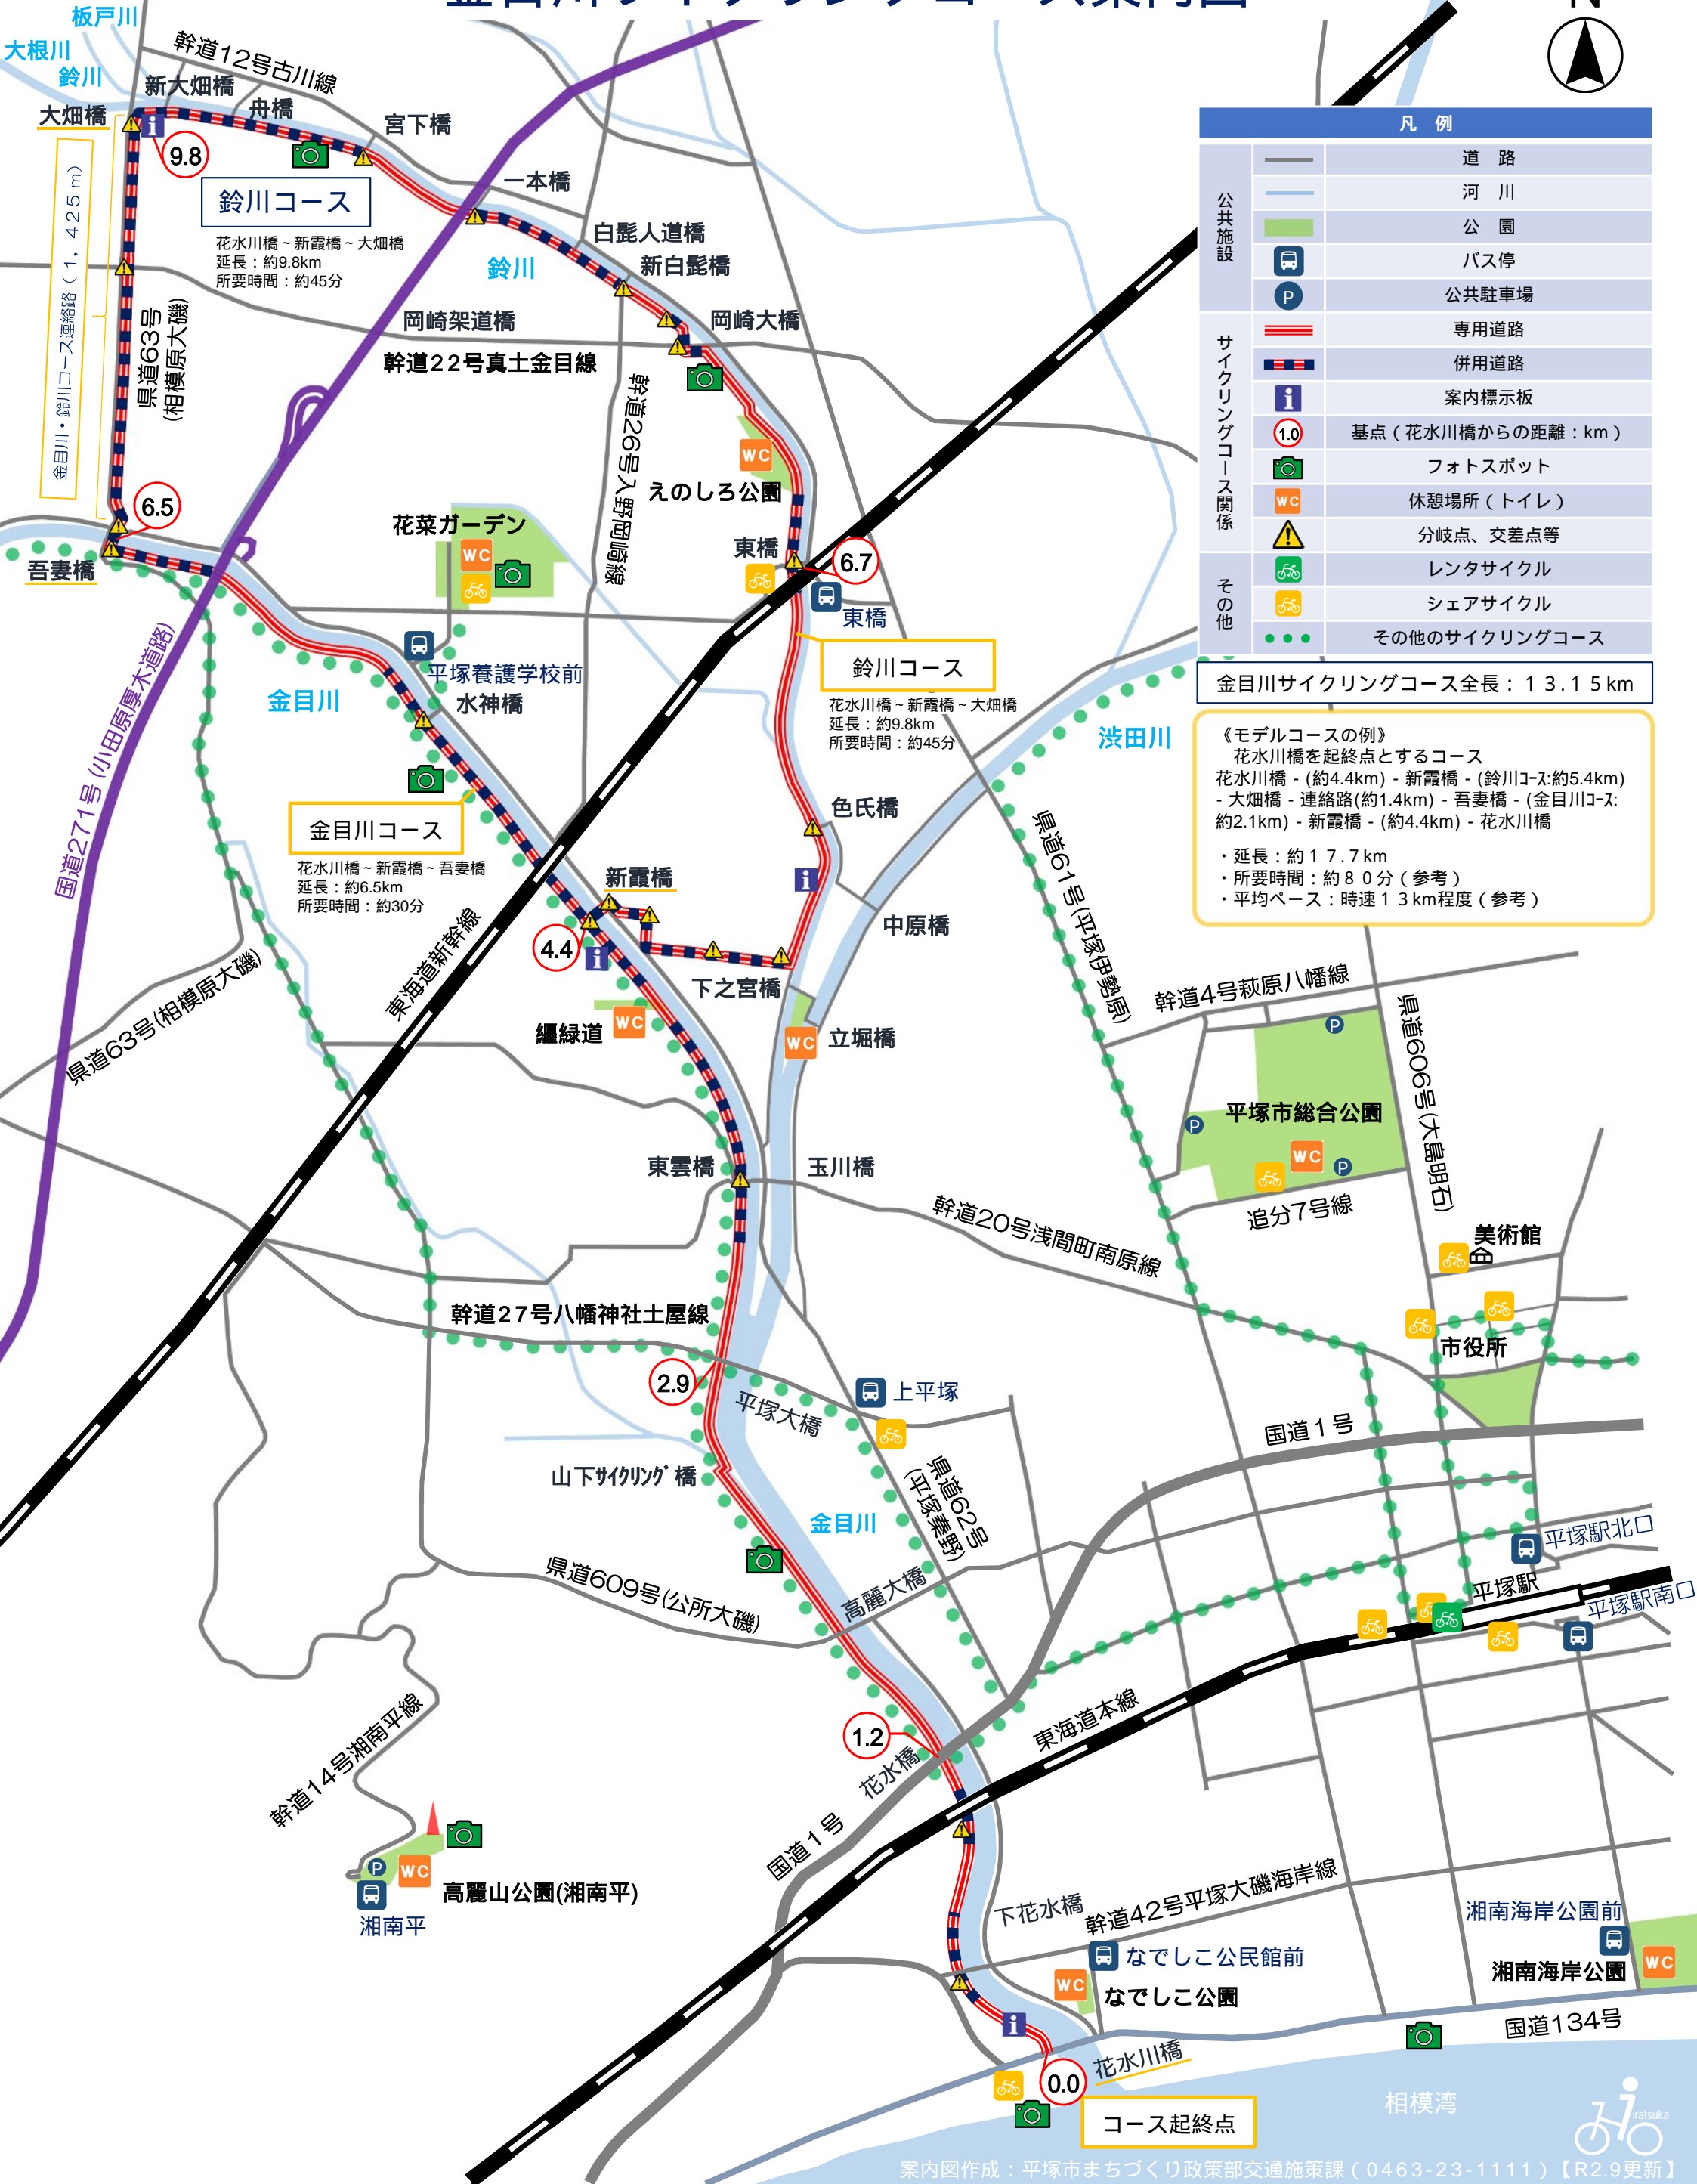 N
板戸川
大根川
鈴川
幹道12号古川線
新大畑橋
大畑橋
舟橋
宮下橋
9.8
一本橋
鈴川コース
花水川橋~新霞橋~大畑橋
延長：約9.8km
所要時間：約45分
白髭人道橋
新白髭橋
鈴川
金目川・鈴川コース連絡路（１，４２５ｍ）
県道63号
(相模原大磯)
岡崎架道橋
岡崎大橋
幹道22号真土金目線
幹道26号入野岡崎線
WC
えのしろ公園
6.5
吾妻橋
花菜ガーデン
WC
東橋
6.7
東橋
平塚養護学校前
水神橋
金目川
国道271号 (小田原厚木道路)
鈴川コース
花水川橋~新霞橋~大畑橋
延長：約9.8km
所要時間：約45分
渋田川
金目川コース
花水川橋~新霞橋~吾妻橋
延長：約6.5km
所要時間：約30分
色氏橋
新霞橋
4.4
中原橋
下之宮橋
東海道新幹線
県道63号(相模原大磯)
纒緑道
WC
WC
立堀橋
県道61号(平塚伊勢原)
東雲橋
玉川橋
幹道20号浅間町南原線
幹道4号萩原八幡線
県道606号(大島明石)
P
P
平塚市総合公園
WC
P
追分7号線
美術館
市役所
幹道27号八幡神社土屋線
2.9
平塚大橋
上平塚
国道1号
山下ｻｲｸﾘﾝｸﾞ橋
金目川
県道62号
(平塚秦野)
県道609号(公所大磯)
高麗大橋
平塚駅北口
平塚駅
平塚駅南口
幹道14号湘南平線
1.2
花水橋
東海道本線
国道1号
P
WC
高麗山公園(湘南平)
湘南平
下花水橋
幹道42号平塚大磯海岸線
なでしこ公民館前
WC
なでしこ公園
湘南海岸公園前
湘南海岸公園
WC
国道134号
花水川橋
0.0
コース起終点
相模湾
iratsuka
案内図作成：平塚市まちづくり政策部交通施策課（0463-23-1111）【R2.9更新】
凡 例
公共施設
道 路
河 川
公 園
バス停
P 公共駐車場
サイクリングコース関係
専用道路
併用道路
案内標示板
1.0 基点（花水川橋からの距離：km）
フォトスポット
WC 休憩場所（トイレ）
分岐点、交差点等
その他
レンタサイクル
シェアサイクル
その他のサイクリングコース
金目川サイクリングコース全長：１３.１５km
《モデルコースの例》
花水川橋を起終点とするコース
花水川橋 - (約4.4km) - 新霞橋 - (鈴川ｺｰｽ:約5.4km)
- 大畑橋 - 連絡路(約1.4km) - 吾妻橋 - (金目川ｺｰｽ:
約2.1km) - 新霞橋 - (約4.4km) - 花水川橋
・延長：約１７.７km
・所要時間：約８０分（参考）
・平均ペース：時速１３km程度（参考）